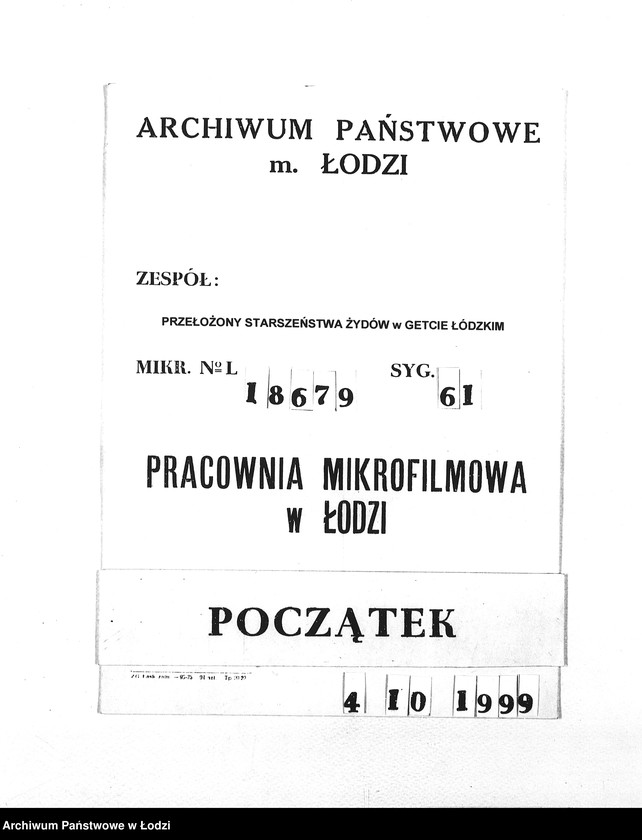 ARCHIWUM PAŃSTWOWE
m. ŁODZI
ZESPÓŁ:
PRZEŁOŻONY STARSZEŃSTWA ŻYDÓW w GETCIE ŁÓDZKIM
MIKR. Nº L 18679 SYG. 61
PRACOWNIA MIKROFILMOWA
w ŁODZI
POCZĄTEK
4 10 1999
Archiwum Państwowe w Łodzi